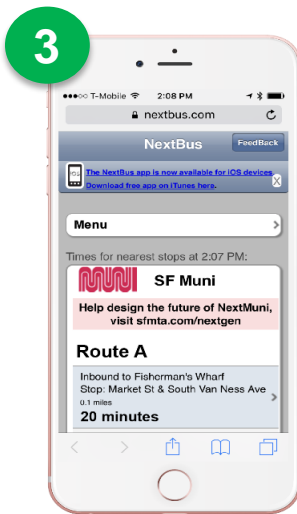 3
T-Mobile 2:08 PM
nextbus.com
NextBus FeedBack
The NextBus app is now available for iOS devices.
Download free app on iTunes here. X
Menu
Times for nearest stops at 2:07 PM:
MUNI SF Muni
Help design the future of NextMuni,
visit sfmta.com/nextgen
Route A
Inbound to Fisherman's Wharf
Stop: Market St & South Van Ness Ave
0.1 miles
20 minutes